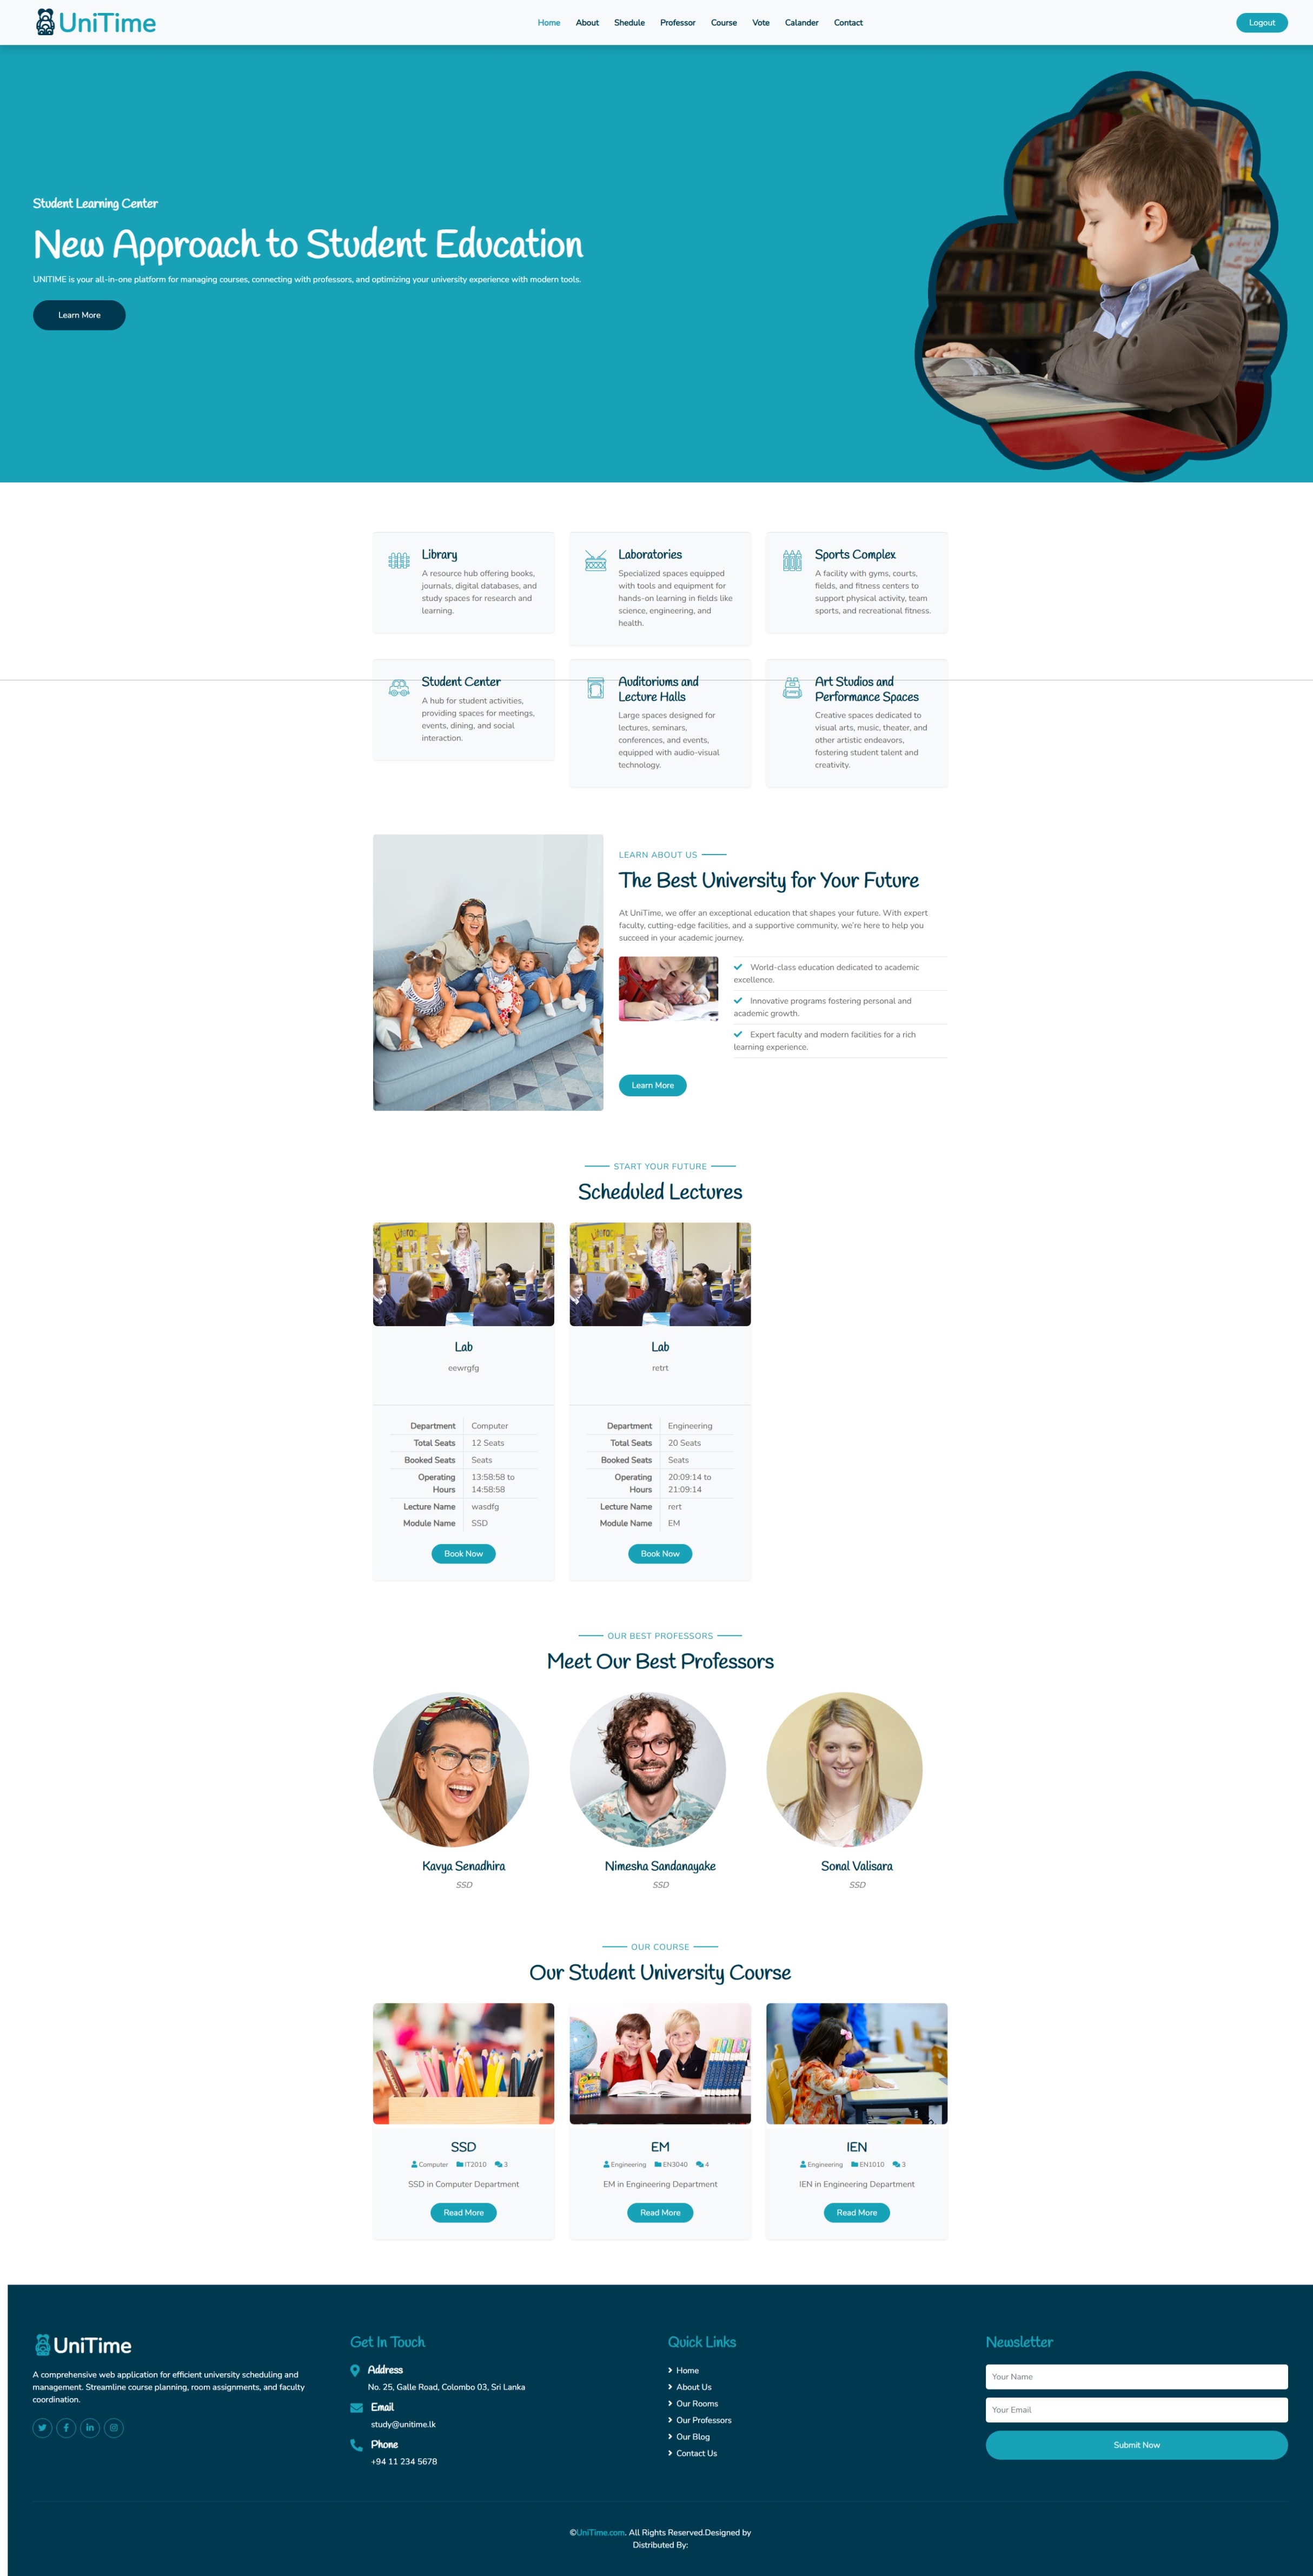 UniTime
Home About Shedule Professor Course Vote Calander Contact
Logout
Student Learning Center
New Approach to Student Education
UNITIME is your all-in-one platform for managing courses, connecting with professors, and optimizing your university experience with modern tools.
Learn More
Library
A resource hub offering books,
journals, digital databases, and
study spaces for research and
learning.
Laboratories
Specialized spaces equipped
with tools and equipment for
hands-on learning in fields like
science, engineering, and
health.
Sports Complex
A facility with gyms, courts,
fields, and fitness centers to
support physical activity, team
sports, and recreational fitness.
Student Center
A hub for student activities,
providing spaces for meetings,
events, dining, and social
interaction.
Auditoriums and
Lecture Halls
Large spaces designed for
lectures, seminars,
conferences, and events,
equipped with audio-visual
technology.
Art Studios and
Performance Spaces
Creative spaces dedicated to
visual arts, music, theater, and
other artistic endeavors,
fostering student talent and
creativity.
LEARN ABOUT US
The Best University for Your Future
At UniTime, we offer an exceptional education that shapes your future. With expert
faculty, cutting-edge facilities, and a supportive community, we're here to help you
succeed in your academic journey.
World-class education dedicated to academic
excellence.
Innovative programs fostering personal and
academic growth.
Expert faculty and modern facilities for a rich
learning experience.
Learn More
START YOUR FUTURE
Scheduled Lectures
Lab
eewrgfg
Department Computer
Total Seats 12 Seats
Booked Seats Seats
Operating 13:58:58 to
Hours 14:58:58
Lecture Name wasdfg
Module Name SSD
Book Now
Lab
retrt
Department Engineering
Total Seats 20 Seats
Booked Seats Seats
Operating 20:09:14 to
Hours 21:09:14
Lecture Name rert
Module Name EM
Book Now
OUR BEST PROFESSORS
Meet Our Best Professors
Kavya Senadhira
SSD
Nimesha Sandanayake
SSD
Sonal Valisara
SSD
OUR COURSE
Our Student University Course
SSD
Computer IT2010 3
SSD in Computer Department
Read More
EM
Engineering EN3040 4
EM in Engineering Department
Read More
IEN
Engineering EN1010 3
IEN in Engineering Department
Read More
UniTime
A comprehensive web application for efficient university scheduling and
management. Streamline course planning, room assignments, and faculty
coordination.
Get In Touch
Address
No. 25, Galle Road, Colombo 03, Sri Lanka
Email
study@unitime.lk
Phone
+94 11 234 5678
Quick Links
Home
About Us
Our Rooms
Our Professors
Our Blog
Contact Us
Newsletter
Your Name
Your Email
Submit Now
©UniTime.com. All Rights Reserved.Designed by
Distributed By: